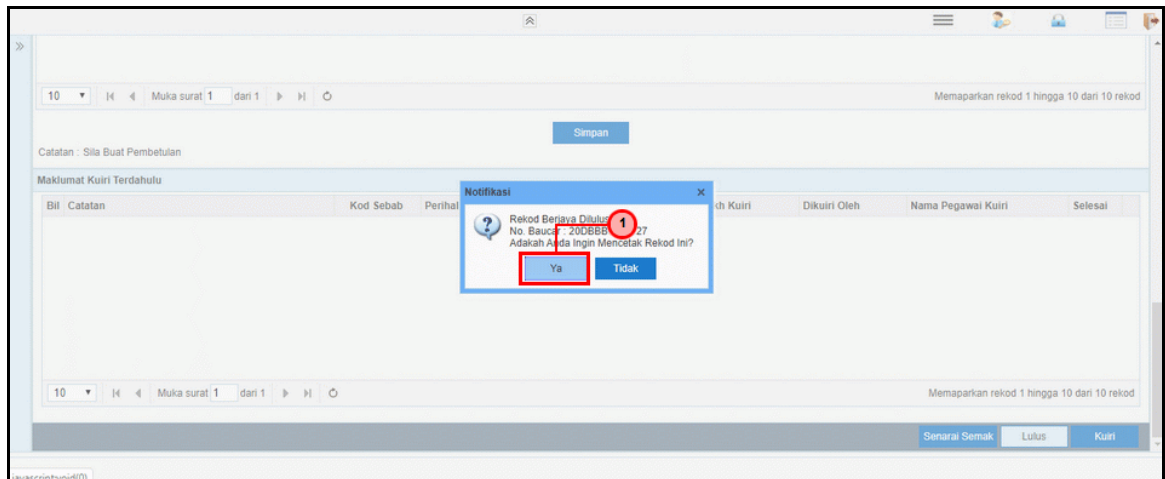 10 Muka surat 1 dari 1 Memaparkan rekod 1 hingga 10 dari 10 rekod
Simpan
Catatan : Sila Buat Pembetulan
Maklumat Kuiri Terdahulu
Bil Catatan Kod Sebab Perihal kh Kuiri Dikuiri Oleh Nama Pegawai Kuiri Selesai
Notifikasi
Rekod Berjaya
No. Baucar : 20DBBB 27
1
Adakah Anda Ingin Mencetak Rekod Ini?
Ya Tidak
10 Muka surat 1 dari 1 Memaparkan rekod 1 hingga 10 dari 10 rekod
Senarai Semak Lulus Kuiri